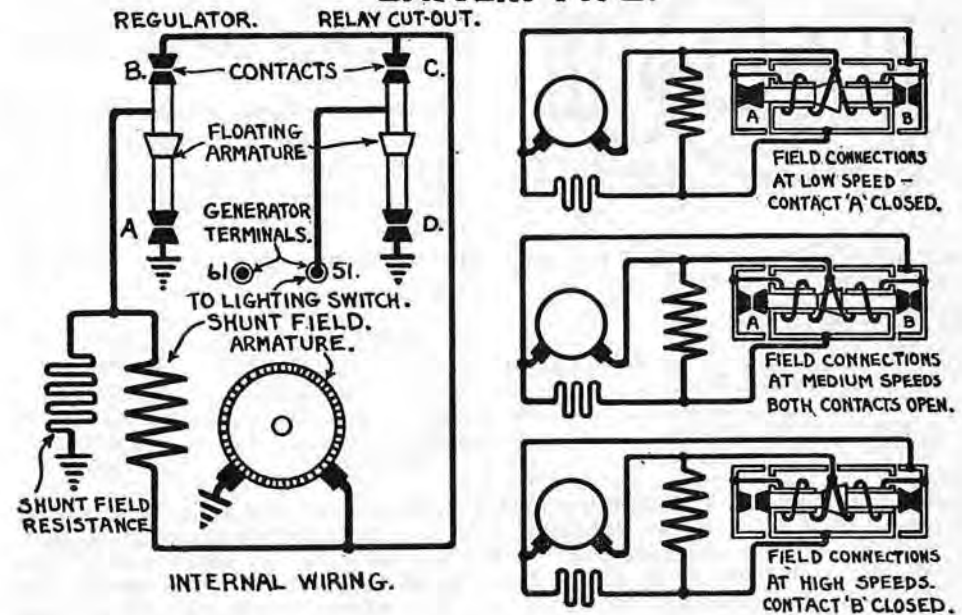 REGULATOR. RELAY CUT-OUT.
B. CONTACTS C.
FLOATING
ARMATURE
A D.
GENERATOR
TERMINALS.
61 51.
TO LIGHTING SWITCH.
SHUNT FIELD.
ARMATURE.
SHUNT FIELD
RESISTANCE
INTERNAL WIRING.
A B
FIELD CONNECTIONS
AT LOW SPEED –
CONTACT 'A' CLOSED.
A B
FIELD CONNECTIONS
AT MEDIUM SPEEDS
BOTH CONTACTS OPEN.
FIELD CONNECTIONS
AT HIGH SPEEDS.
CONTACT 'B' CLOSED.